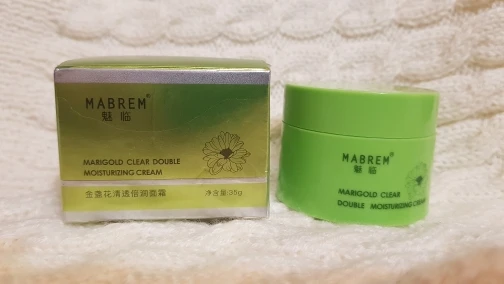 MABREM®
魅临
MARIGOLD CLEAR DOUBLE
MOISTURIZING CREAM
金盏花清透倍润面霜
净含量:35g
MABREM®
魅临
MARIGOLD CLEAR
DOUBLE MOISTURIZING CREAM